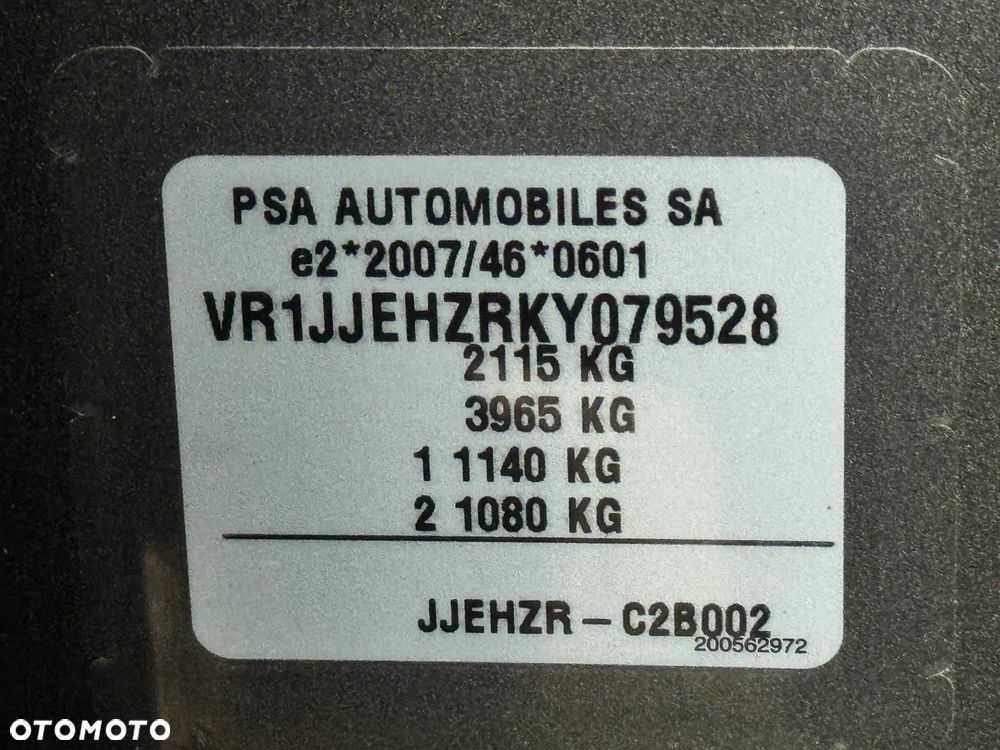 PSA AUTOMOBILES SA
e2*2007/46*0601
VR1JJEHZRKY079528
2115 KG
3965 KG
1 1140 KG
2 1080 KG
JJEHZR – C2B002
200562972
OTOMOTO